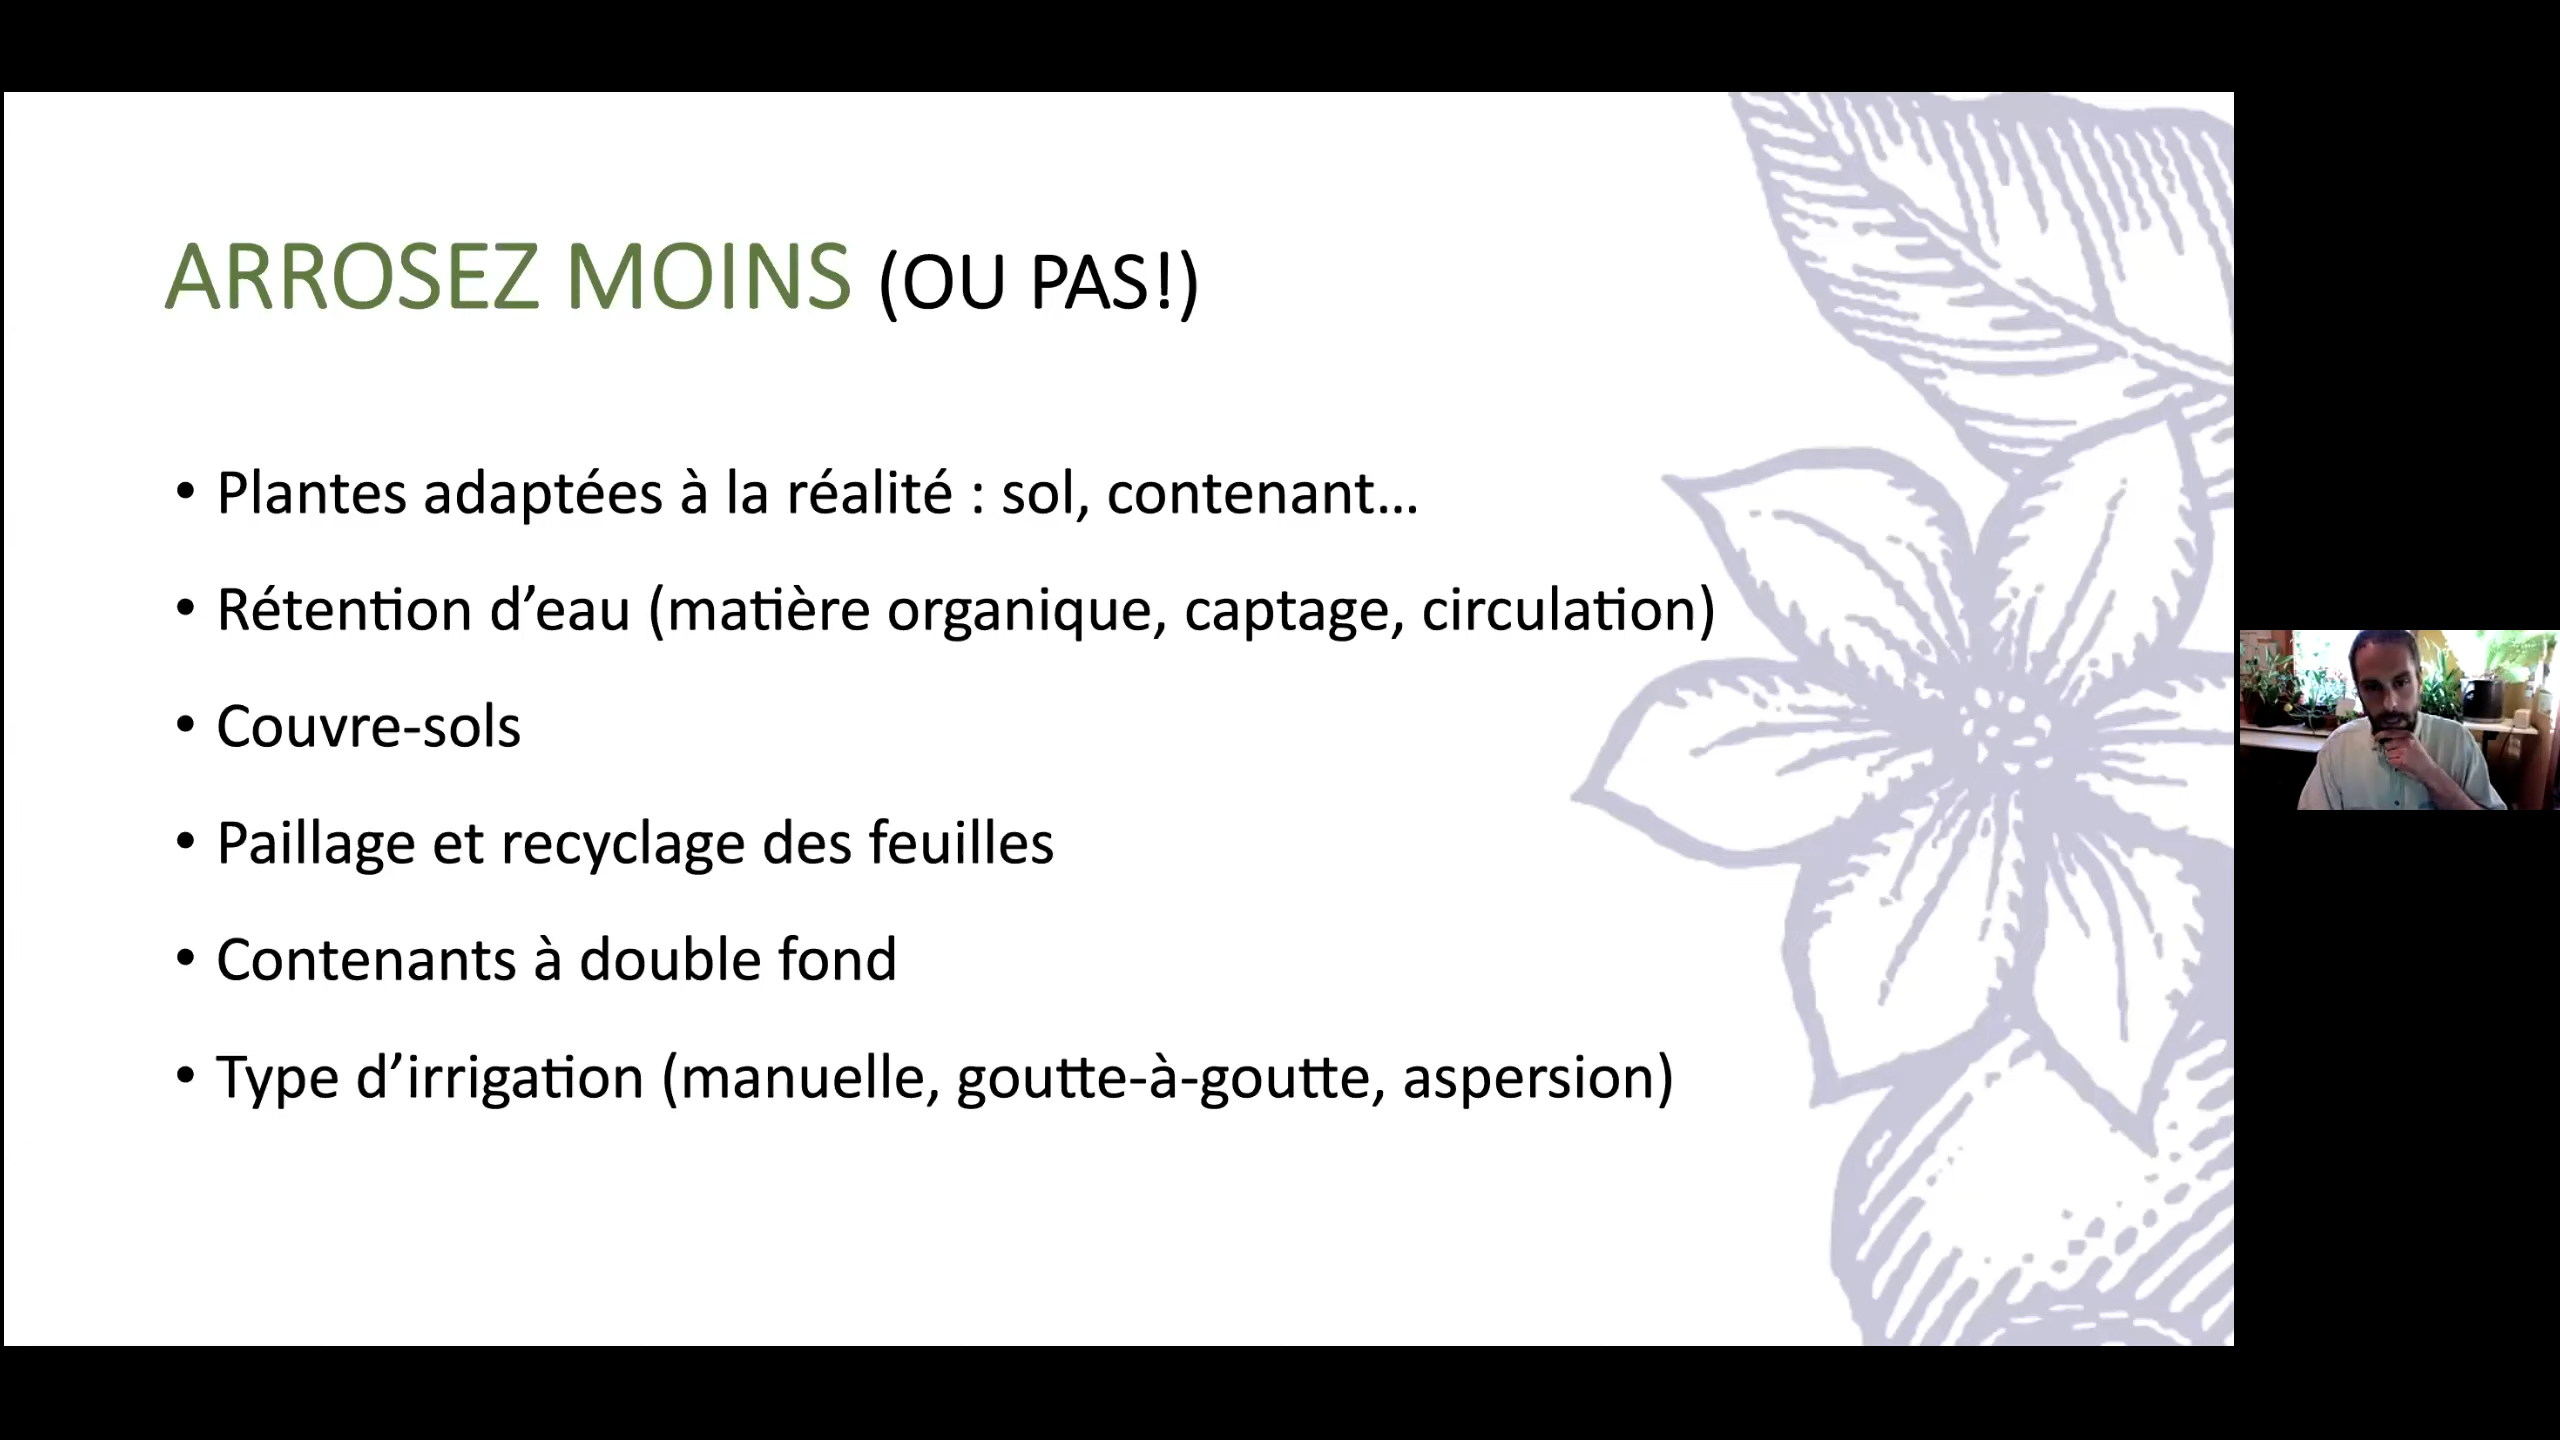 ARROSEZ MOINS (OU PAS!)
• Plantes adaptées à la réalité : sol, contenant...
• Rétention d’eau (matière organique, captage, circulation)
• Couvre-sols
• Paillage et recyclage des feuilles
• Contenants à double fond
• Type d’irrigation (manuelle, goutte-à-goutte, aspersion)